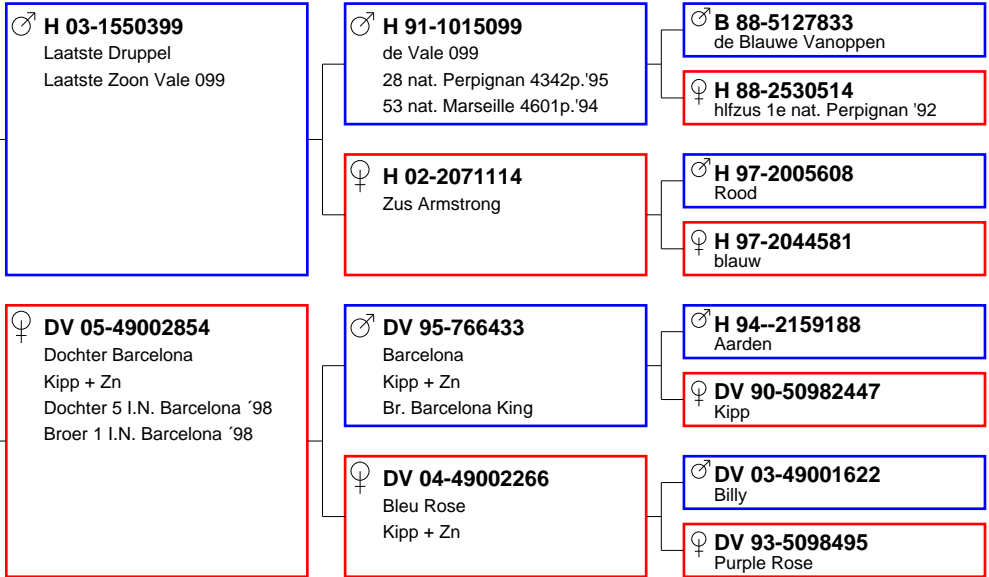 H 03-1550399
Laatste Druppel
Laatste Zoon Vale 099
H 91-1015099
de Vale 099
28 nat. Perpignan 4342p.'95
53 nat. Marseille 4601p.'94
B 88-5127833
de Blauwe Vanoppen
H 88-2530514
hlfzus 1e nat. Perpignan '92
H 02-2071114
Zus Armstrong
H 97-2005608
Rood
H 97-2044581
blauw
DV 05-49002854
Dochter Barcelona
Kipp + Zn
Dochter 5 I.N. Barcelona ´98
Broer 1 I.N. Barcelona ´98
DV 95-766433
Barcelona
Kipp + Zn
Br. Barcelona King
H 94--2159188
Aarden
DV 90-50982447
Kipp
DV 04-49002266
Bleu Rose
Kipp + Zn
DV 03-49001622
Billy
DV 93-5098495
Purple Rose